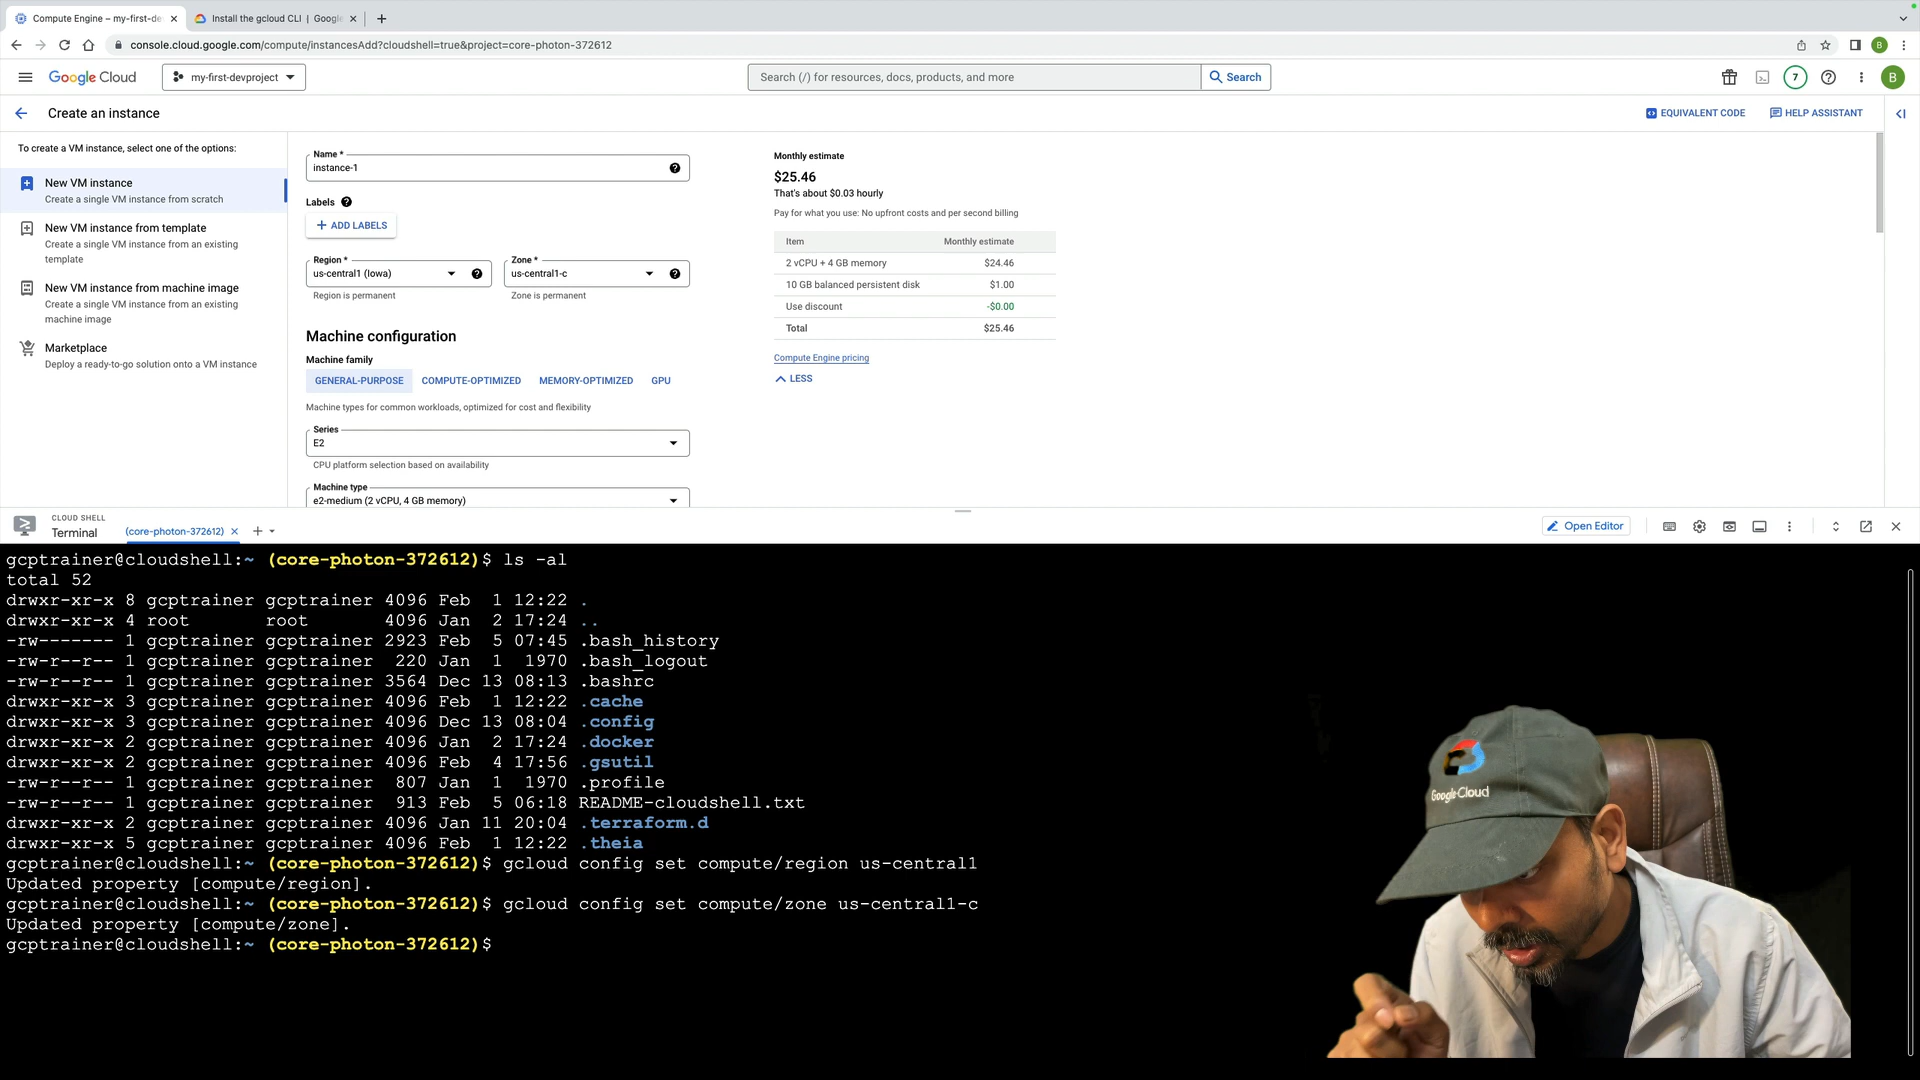 Compute Engine – my-first-de
Install the gcloud CLI | Google
console.cloud.google.com/compute/instancesAdd?cloudshell=true&project=core-photon-372612
B
Google Cloud
my-first-devproject
Search (/) for resources, docs, products, and more
Search
7
B
Create an instance
EQUIVALENT CODE
HELP ASSISTANT
To create a VM instance, select one of the options:
New VM instance
Create a single VM instance from scratch
New VM instance from template
Create a single VM instance from an existing
template
New VM instance from machine image
Create a single VM instance from an existing
machine image
Marketplace
Deploy a ready-to-go solution onto a VM instance
Name *
instance-1
Labels
ADD LABELS
Region *
us-central1 (Iowa)
Region is permanent
Zone *
us-central1-c
Zone is permanent
Machine configuration
Machine family
GENERAL-PURPOSE
COMPUTE-OPTIMIZED
MEMORY-OPTIMIZED
GPU
Machine types for common workloads, optimized for cost and flexibility
Series
E2
CPU platform selection based on availability
Machine type
e2-medium (2 vCPU, 4 GB memory)
Monthly estimate
$25.46
That's about $0.03 hourly
Pay for what you use: No upfront costs and per second billing
Item Monthly estimate
2 vCPU + 4 GB memory $24.46
10 GB balanced persistent disk $1.00
Use discount -$0.00
Total $25.46
Compute Engine pricing
LESS
CLOUD SHELL
Terminal
(core-photon-372612)
Open Editor
gcptrainer@cloudshell:~ (core-photon-372612)$ ls -al
total 52
drwxr-xr-x 8 gcptrainer gcptrainer 4096 Feb  1 12:22 .
drwxr-xr-x 4 root       root       4096 Jan  2 17:24 ..
-rw------- 1 gcptrainer gcptrainer 2923 Feb  5 07:45 .bash_history
-rw-r--r-- 1 gcptrainer gcptrainer  220 Jan  1  1970 .bash_logout
-rw-r--r-- 1 gcptrainer gcptrainer 3564 Dec 13 08:13 .bashrc
drwxr-xr-x 3 gcptrainer gcptrainer 4096 Feb  1 12:22 .cache
drwxr-xr-x 3 gcptrainer gcptrainer 4096 Dec 13 08:04 .config
drwxr-xr-x 2 gcptrainer gcptrainer 4096 Jan  2 17:24 .docker
drwxr-xr-x 2 gcptrainer gcptrainer 4096 Feb  4 17:56 .gsutil
-rw-r--r-- 1 gcptrainer gcptrainer  807 Jan  1  1970 .profile
-rw-r--r-- 1 gcptrainer gcptrainer  913 Feb  5 06:18 README-cloudshell.txt
drwxr-xr-x 2 gcptrainer gcptrainer 4096 Jan 11 20:04 .terraform.d
drwxr-xr-x 5 gcptrainer gcptrainer 4096 Feb  1 12:22 .theia
gcptrainer@cloudshell:~ (core-photon-372612)$ gcloud config set compute/region us-central1
Updated property [compute/region].
gcptrainer@cloudshell:~ (core-photon-372612)$ gcloud config set compute/zone us-central1-c
Updated property [compute/zone].
gcptrainer@cloudshell:~ (core-photon-372612)$
Google Cloud